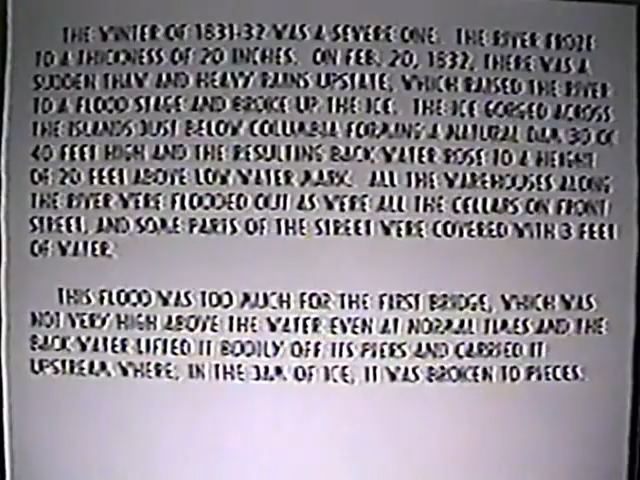 THE WINTER OF 1831-32 WAS A SEVERE ONE. THE RIVER FROZE
TO A THICKNESS OF 20 INCHES. ON FEB. 20, 1832, THERE WAS A
SUDDEN THAW AND HEAVY RAINS UPSTATE, WHICH RAISED THE RIVER
TO A FLOOD STAGE AND BROKE UP THE ICE. THE ICE GORGED ACROSS
THE ISLANDS JUST BELOW COLUMBIA FORMING A NATURAL DAM 30 OR
40 FEET HIGH AND THE RESULTING BACK WATER ROSE TO A HEIGHT
OF 20 FEET ABOVE LOW WATER MARK. ALL THE WAREHOUSES ALONG
THE RIVER WERE FLOODED OUT AS WERE ALL THE CELLARS ON FRONT
STREET, AND SOME PARTS OF THE STREET WERE COVERED WITH 3 FEET
OF WATER.
THIS FLOOD WAS TOO MUCH FOR THE FIRST BRIDGE, WHICH WAS
NOT VERY HIGH ABOVE THE WATER EVEN AT NORMAL TIMES AND THE
BACK WATER LIFTED IT BODILY OFF ITS PIERS AND CARRIED IT
UPSTREAM WHERE, IN THE JAM OF ICE, IT WAS BROKEN TO PIECES.